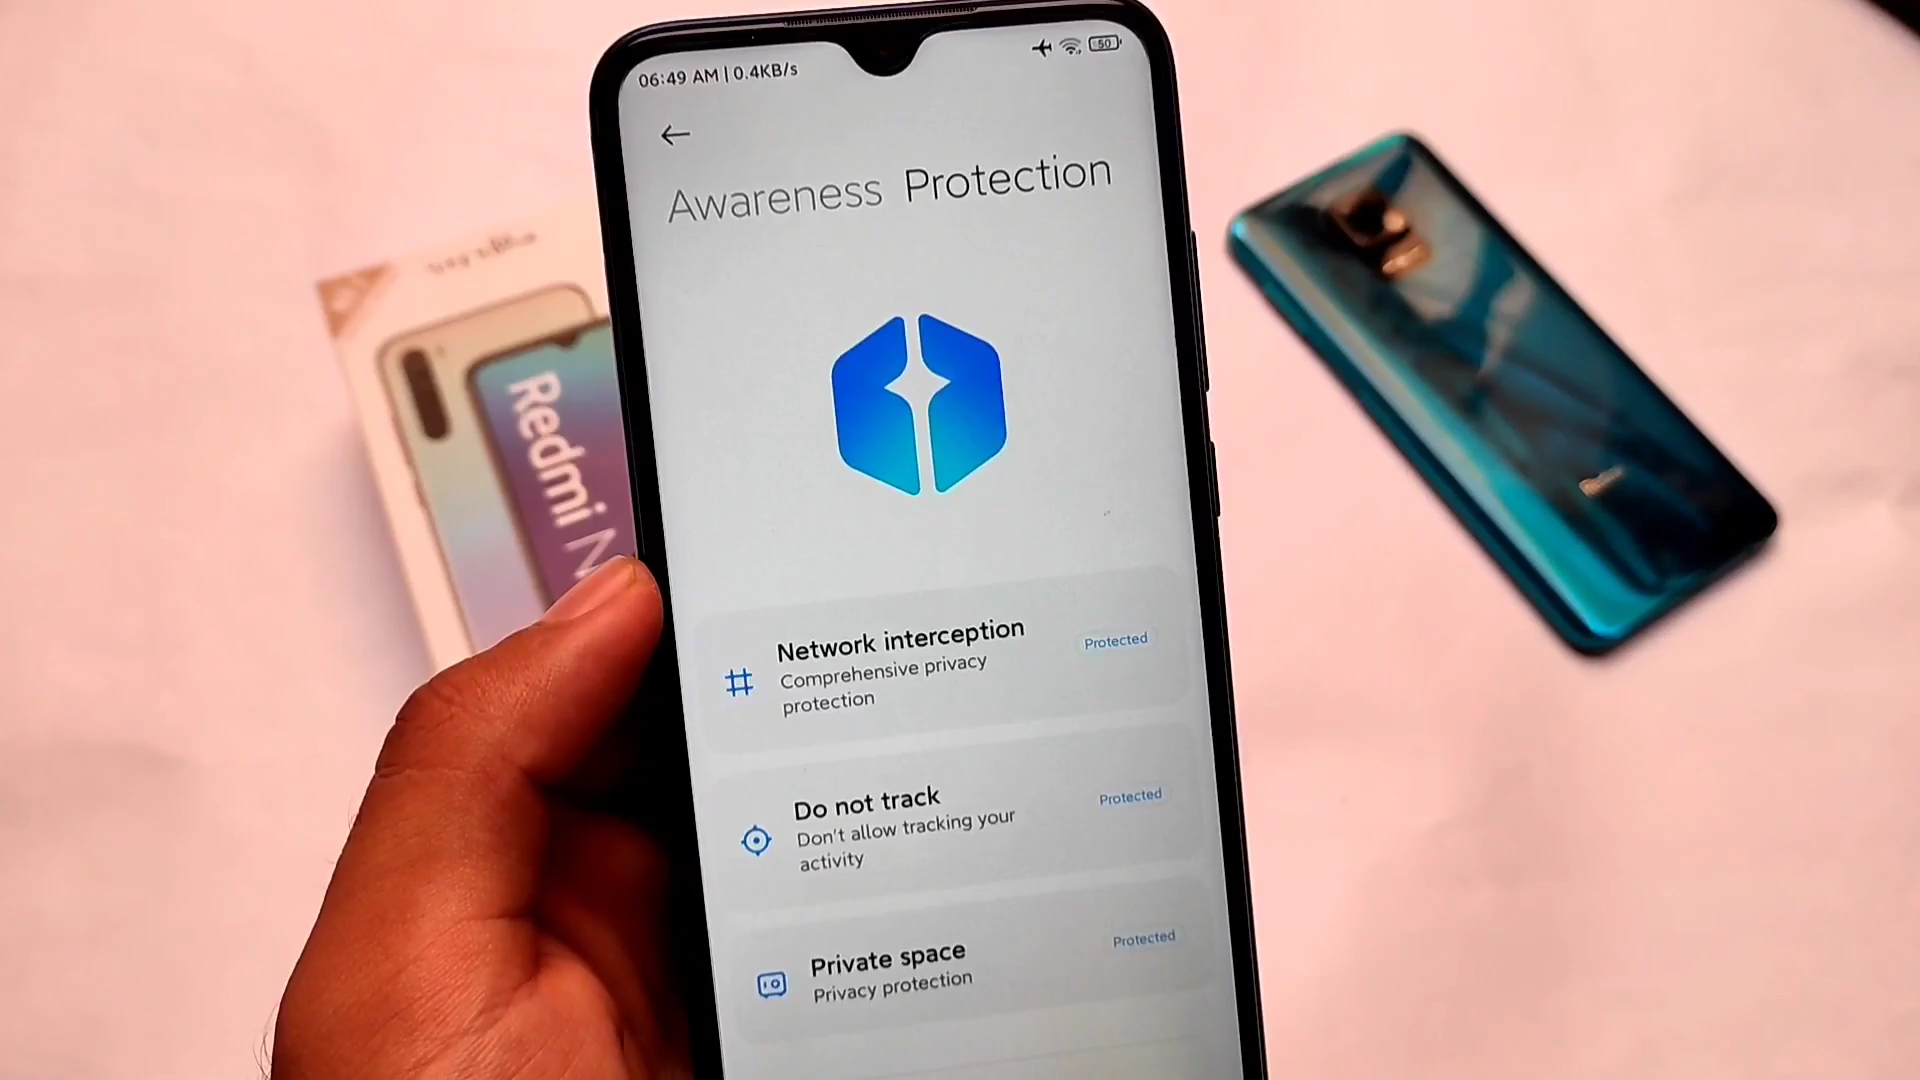 06:49 AM | 0.4KB/s
50
Awareness Protection
Redmi N
Network interception
Comprehensive privacy
protection
Protected
Do not track
Don't allow tracking your
activity
Protected
Private space
Privacy protection
Protected